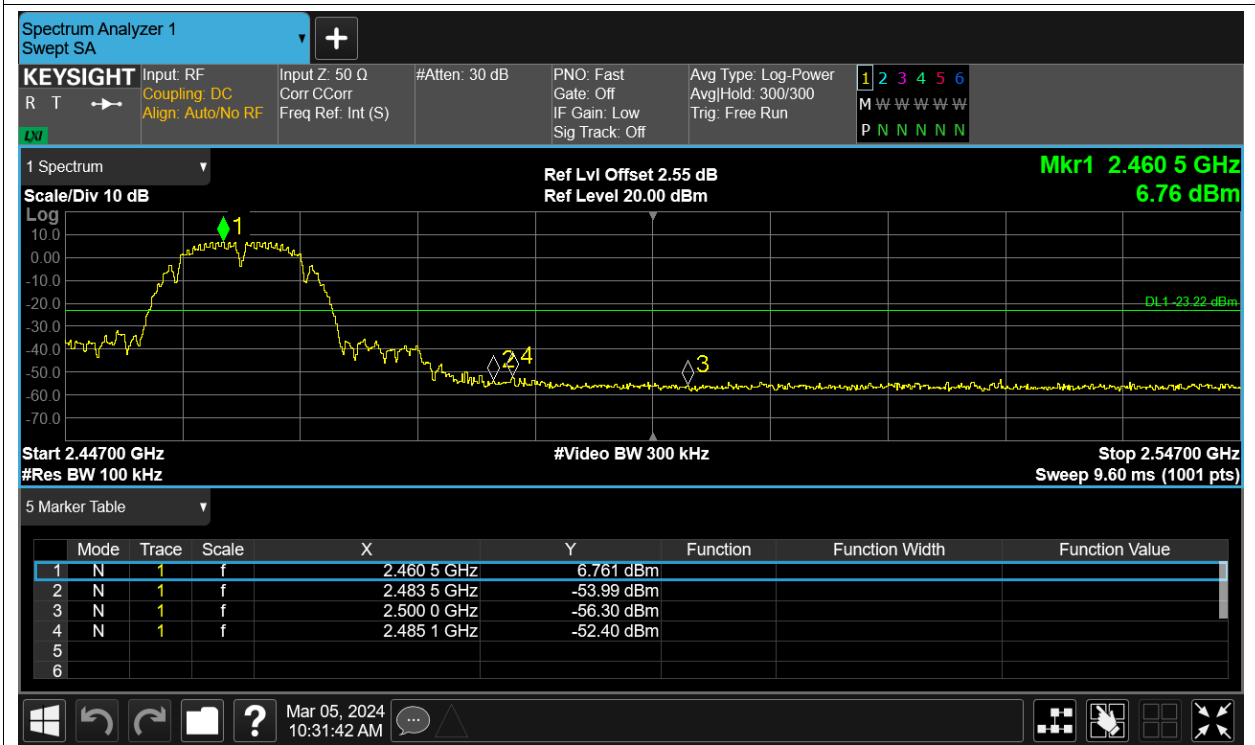 Spectrum Analyzer 1
Swept SA
+
KEYSIGHT Input: RF Input Z: 50 Ω #Atten: 30 dB PNO: Fast Avg Type: Log-Power 1 2 3 4 5 6
R T Coupling: DC Corr CCorr Gate: Off Avg|Hold: 300/300 M W W W W W
Align: Auto/No RF Freq Ref: Int (S) IF Gain: Low Trig: Free Run
LXI Sig Track: Off P N N N N N
1 Spectrum Ref Lvl Offset 2.55 dB Mkr1 2.460 5 GHz
Scale/Div 10 dB Ref Level 20.00 dBm 6.76 dBm
Log
1
10.0
0.00
-10.0
-20.0
DL1 -23.22 dBm
-30.0
-40.0
2 4 3
-50.0
-60.0
-70.0
Start 2.44700 GHz #Video BW 300 kHz Stop 2.54700 GHz
#Res BW 100 kHz Sweep 9.60 ms (1001 pts)
5 Marker Table
Mode Trace Scale X Y Function Function Width Function Value
1 N 1 f 2.460 5 GHz 6.761 dBm
2 N 1 f 2.483 5 GHz -53.99 dBm
3 N 1 f 2.500 0 GHz -56.30 dBm
4 N 1 f 2.485 1 GHz -52.40 dBm
5
6
? Mar 05, 2024
10:31:42 AM